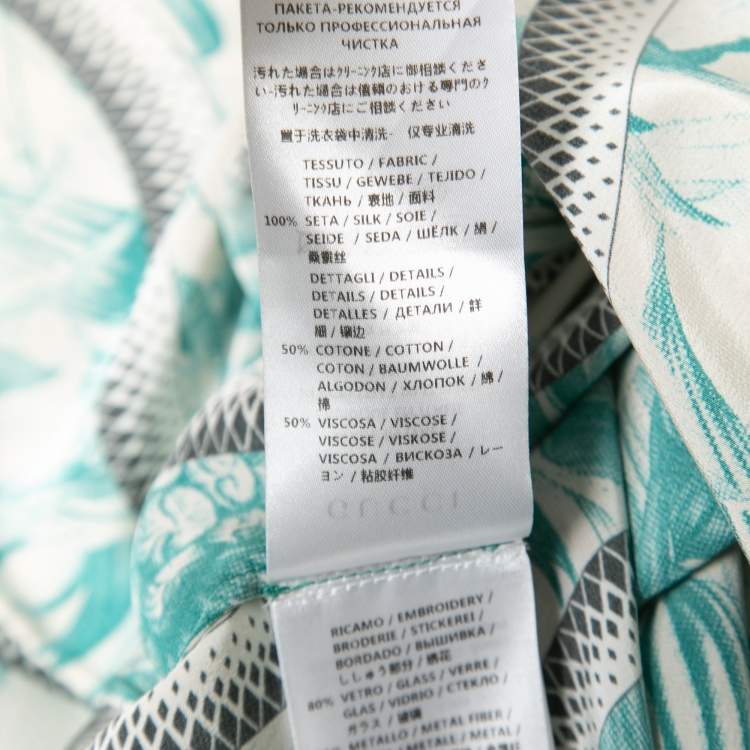 ПАКЕТА-РЕКОМЕНДУЕТСЯ
ТОЛЬКО ПРОФЕССИОНАЛЬНАЯ
ЧИСТКА
汚れた場合はクリーニング店に御相談くださ
い-汚れた場合は信頼のおける専門のク
リーニング店にご相談ください
置于洗衣袋中清洗- 仅专业清洗
TESSUTO / FABRIC /
TISSU / GEWEBE / TEJIDO /
ТКАНЬ / 表地 / 面料
100% SETA / SILK / SOIE /
SEIDE / SEDA / ШЁЛК / 絹 /
桑蚕丝
DETTAGLI / DETAILS /
DETAILS / DETAILS /
DETALLES / ДЕТАЛИ / 詳
細 / 镶边
50% COTONE / COTTON /
COTON / BAUMWOLLE /
ALGODON / ХЛОПОК / 綿 /
棉
50% VISCOSA / VISCOSE /
VISCOSE / VISKOSE /
VISCOSA / ВИСКОЗА / レー
ヨン / 粘胶纤维
GUCCI
RICAMO / EMBROIDERY /
BRODERIE / STICKEREI /
BORDADO / ВЫШИВКА /
ししゅう部分 / 绣花
80% VETRO / GLASS / VERRE /
GLAS / VIDRIO / СТЕКЛО /
ガラス / 玻璃
METALLO / METAL FIBER /